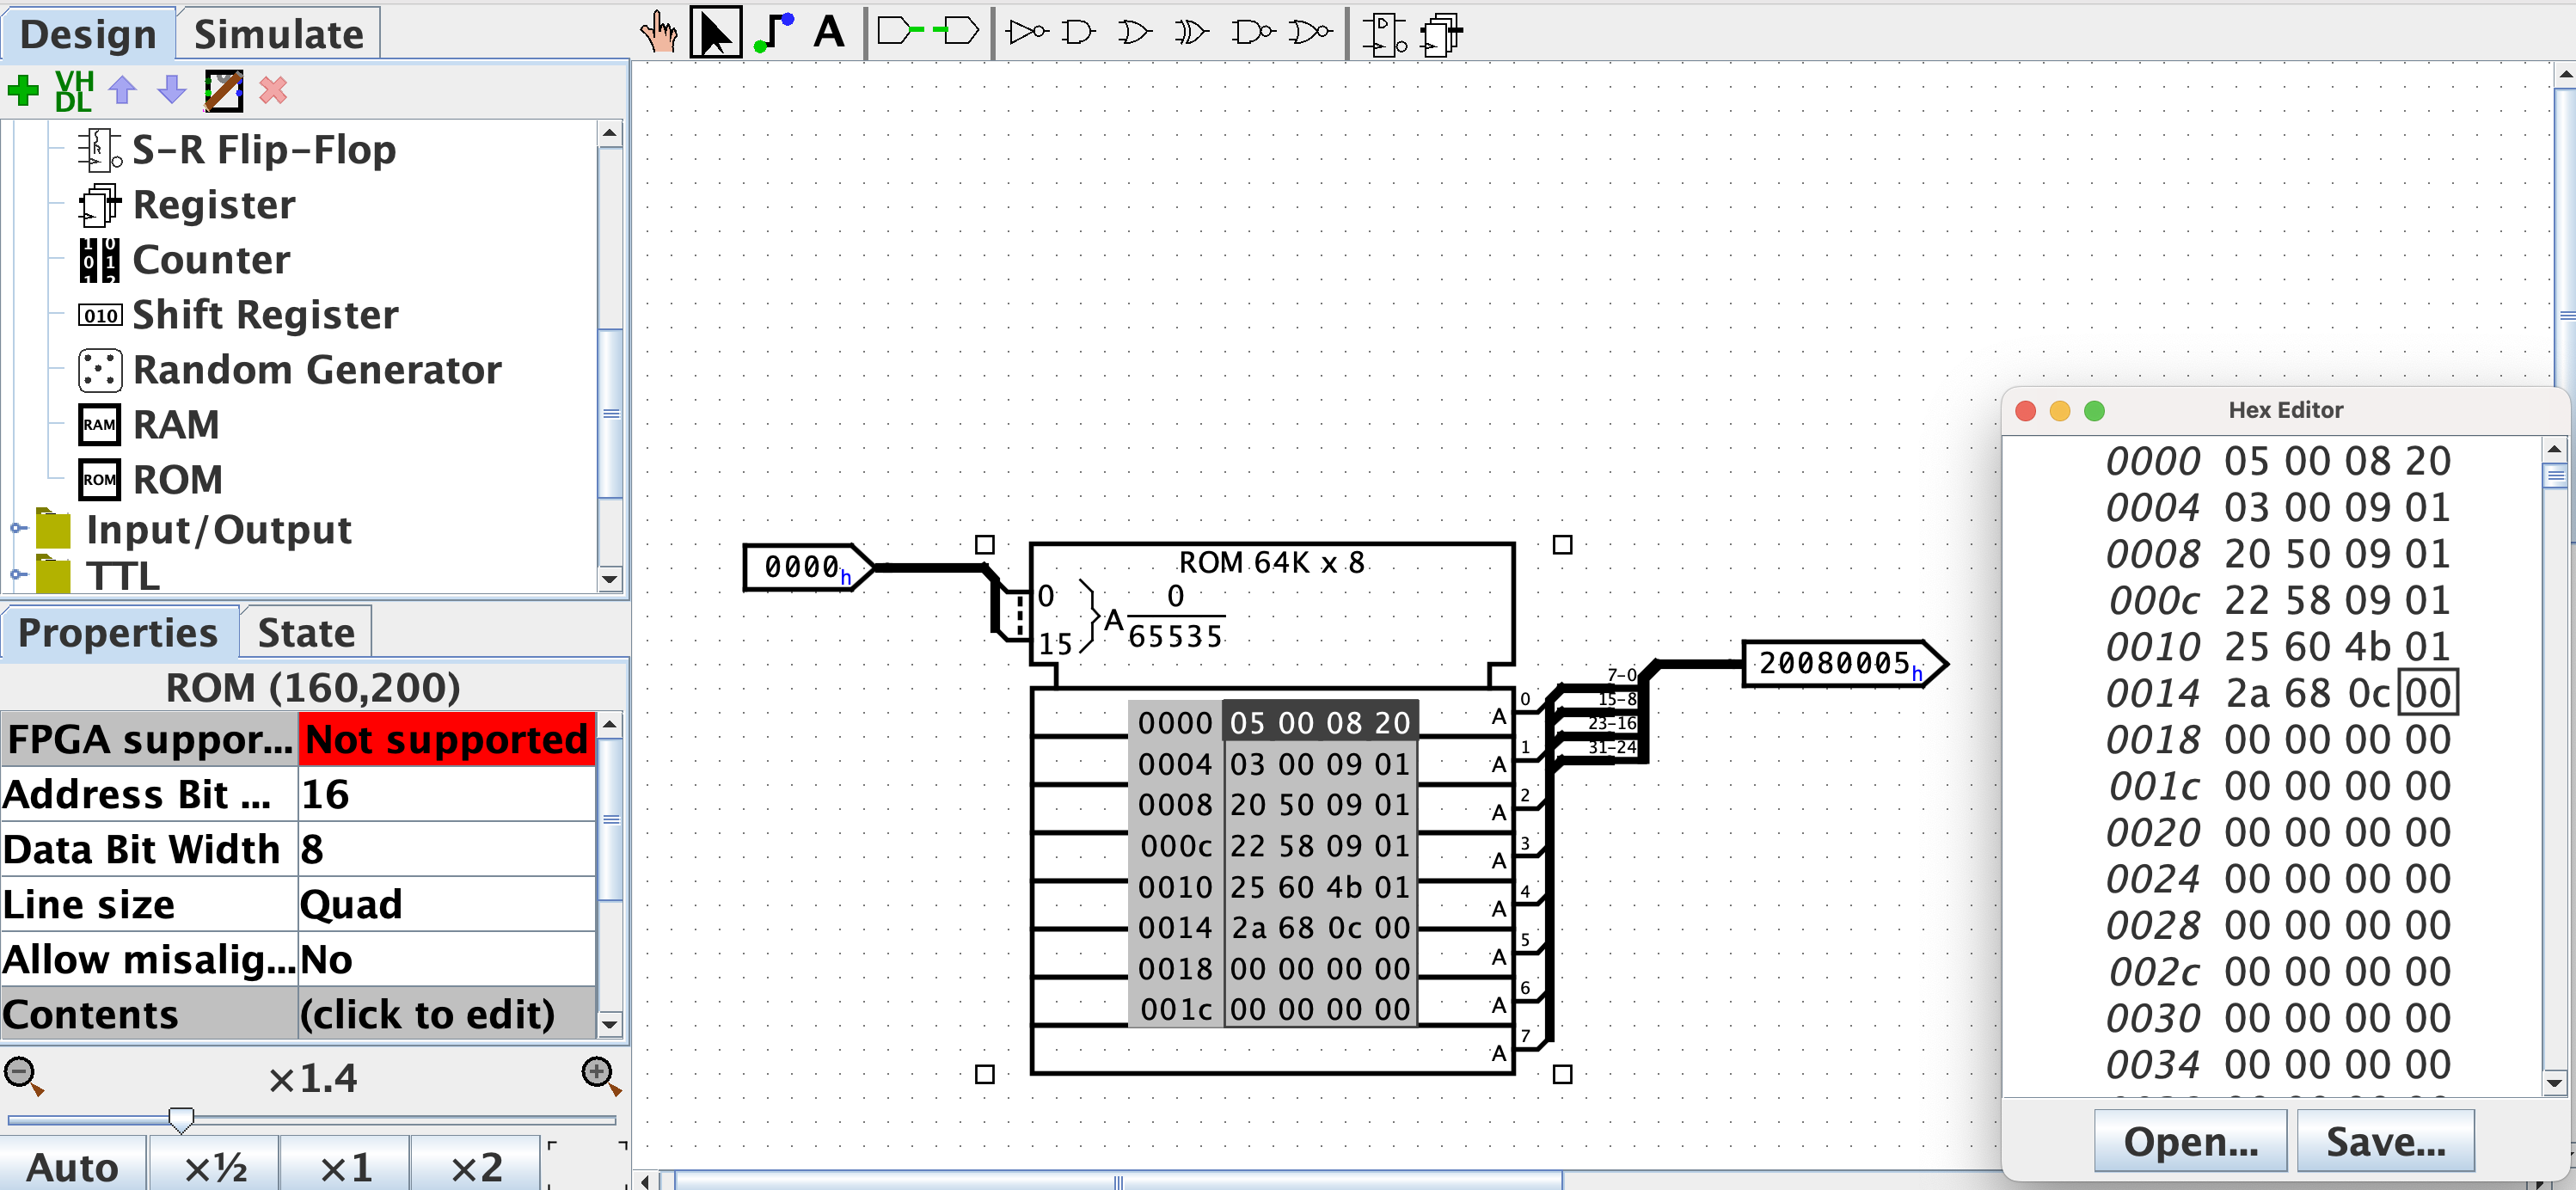 Design Simulate
A
VH
DL
S-R Flip-Flop
Register
Counter
010 Shift Register
Random Generator
RAM RAM
ROM ROM
Input/Output
TTL
Properties State
ROM (160,200)
FPGA suppor... Not supported
Address Bit ... 16
Data Bit Width 8
Line size Quad
Allow misalig... No
Contents (click to edit)
×1.4
Auto ×½ ×1 ×2
0000h
ROM 64K x 8
0
15
A 0
65535
0000 05 00 08 20
0004 03 00 09 01
0008 20 50 09 01
000c 22 58 09 01
0010 25 60 4b 01
0014 2a 68 0c 00
0018 00 00 00 00
001c 00 00 00 00
A 0
A 1
A 2
A 3
A 4
A 5
A 6
A 7
7-0
15-8
23-16
31-24
20080005h
Hex Editor
0000 05 00 08 20
0004 03 00 09 01
0008 20 50 09 01
000c 22 58 09 01
0010 25 60 4b 01
0014 2a 68 0c 00
0018 00 00 00 00
001c 00 00 00 00
0020 00 00 00 00
0024 00 00 00 00
0028 00 00 00 00
002c 00 00 00 00
0030 00 00 00 00
0034 00 00 00 00
Open... Save...